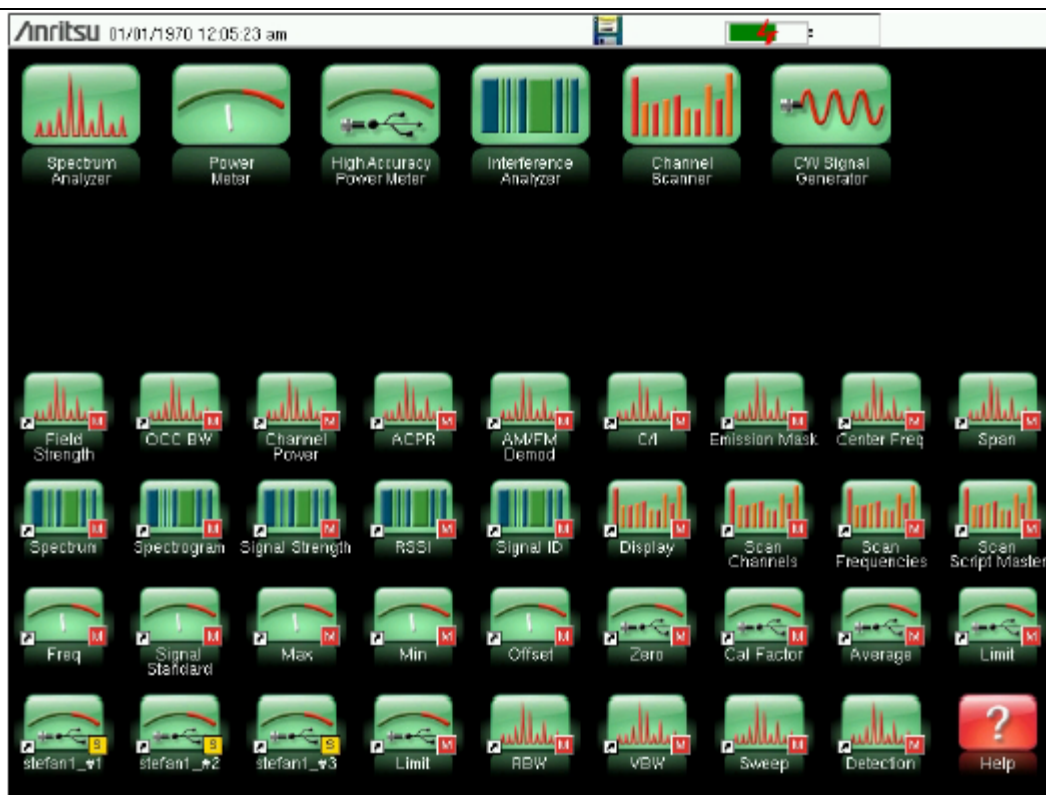 Anritsu 01/01/1970 12:05:23 am
Spectrum
Analyzer
Power
Meter
High Accuracy
Power Meter
Interference
Analyzer
Channel
Scanner
CW Signal
Generator
Field
Strength
OCC BW
Channel
Power
ACPR
AM/FM
Demod
C/I
Emission Mask
Center Freq
Span
Spectrum
Spectrogram
Signal Strength
RSSI
Signal ID
Display
Scan
Channels
Scan
Frequencies
Scan
Script Master
Freq
Signal
Standard
Max
Min
Offset
Zero
Cal Factor
Average
Limit
Limit
RBW
VBW
Sweep
Detection
?
Help